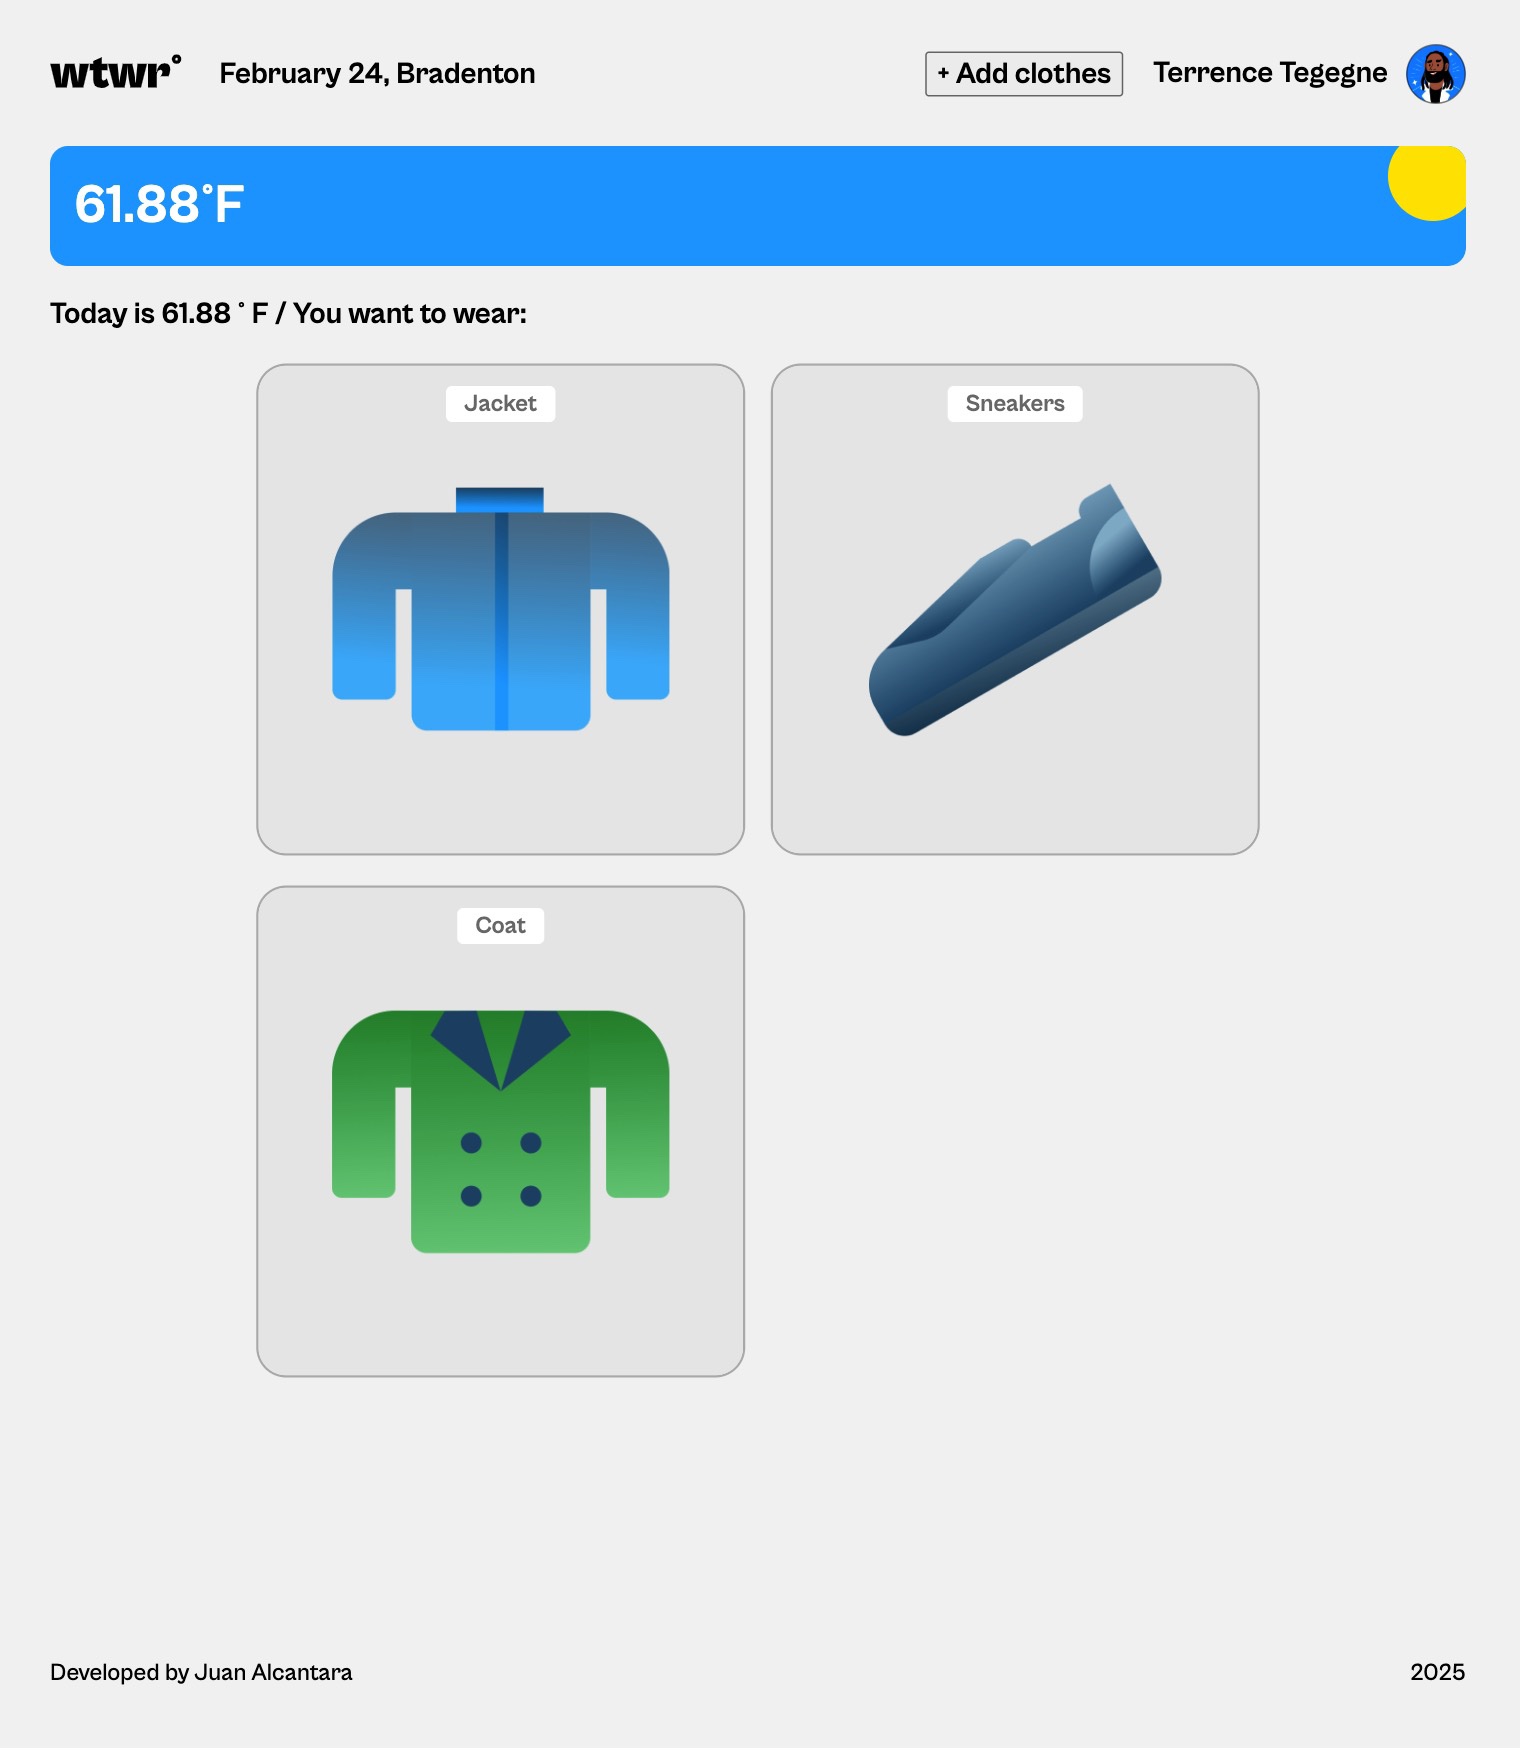 wtwr°
February 24, Bradenton
+ Add clothes
Terrence Tegegne
61.88°F
Today is 61.88 ° F / You want to wear:
Jacket
Sneakers
Coat
Developed by Juan Alcantara
2025